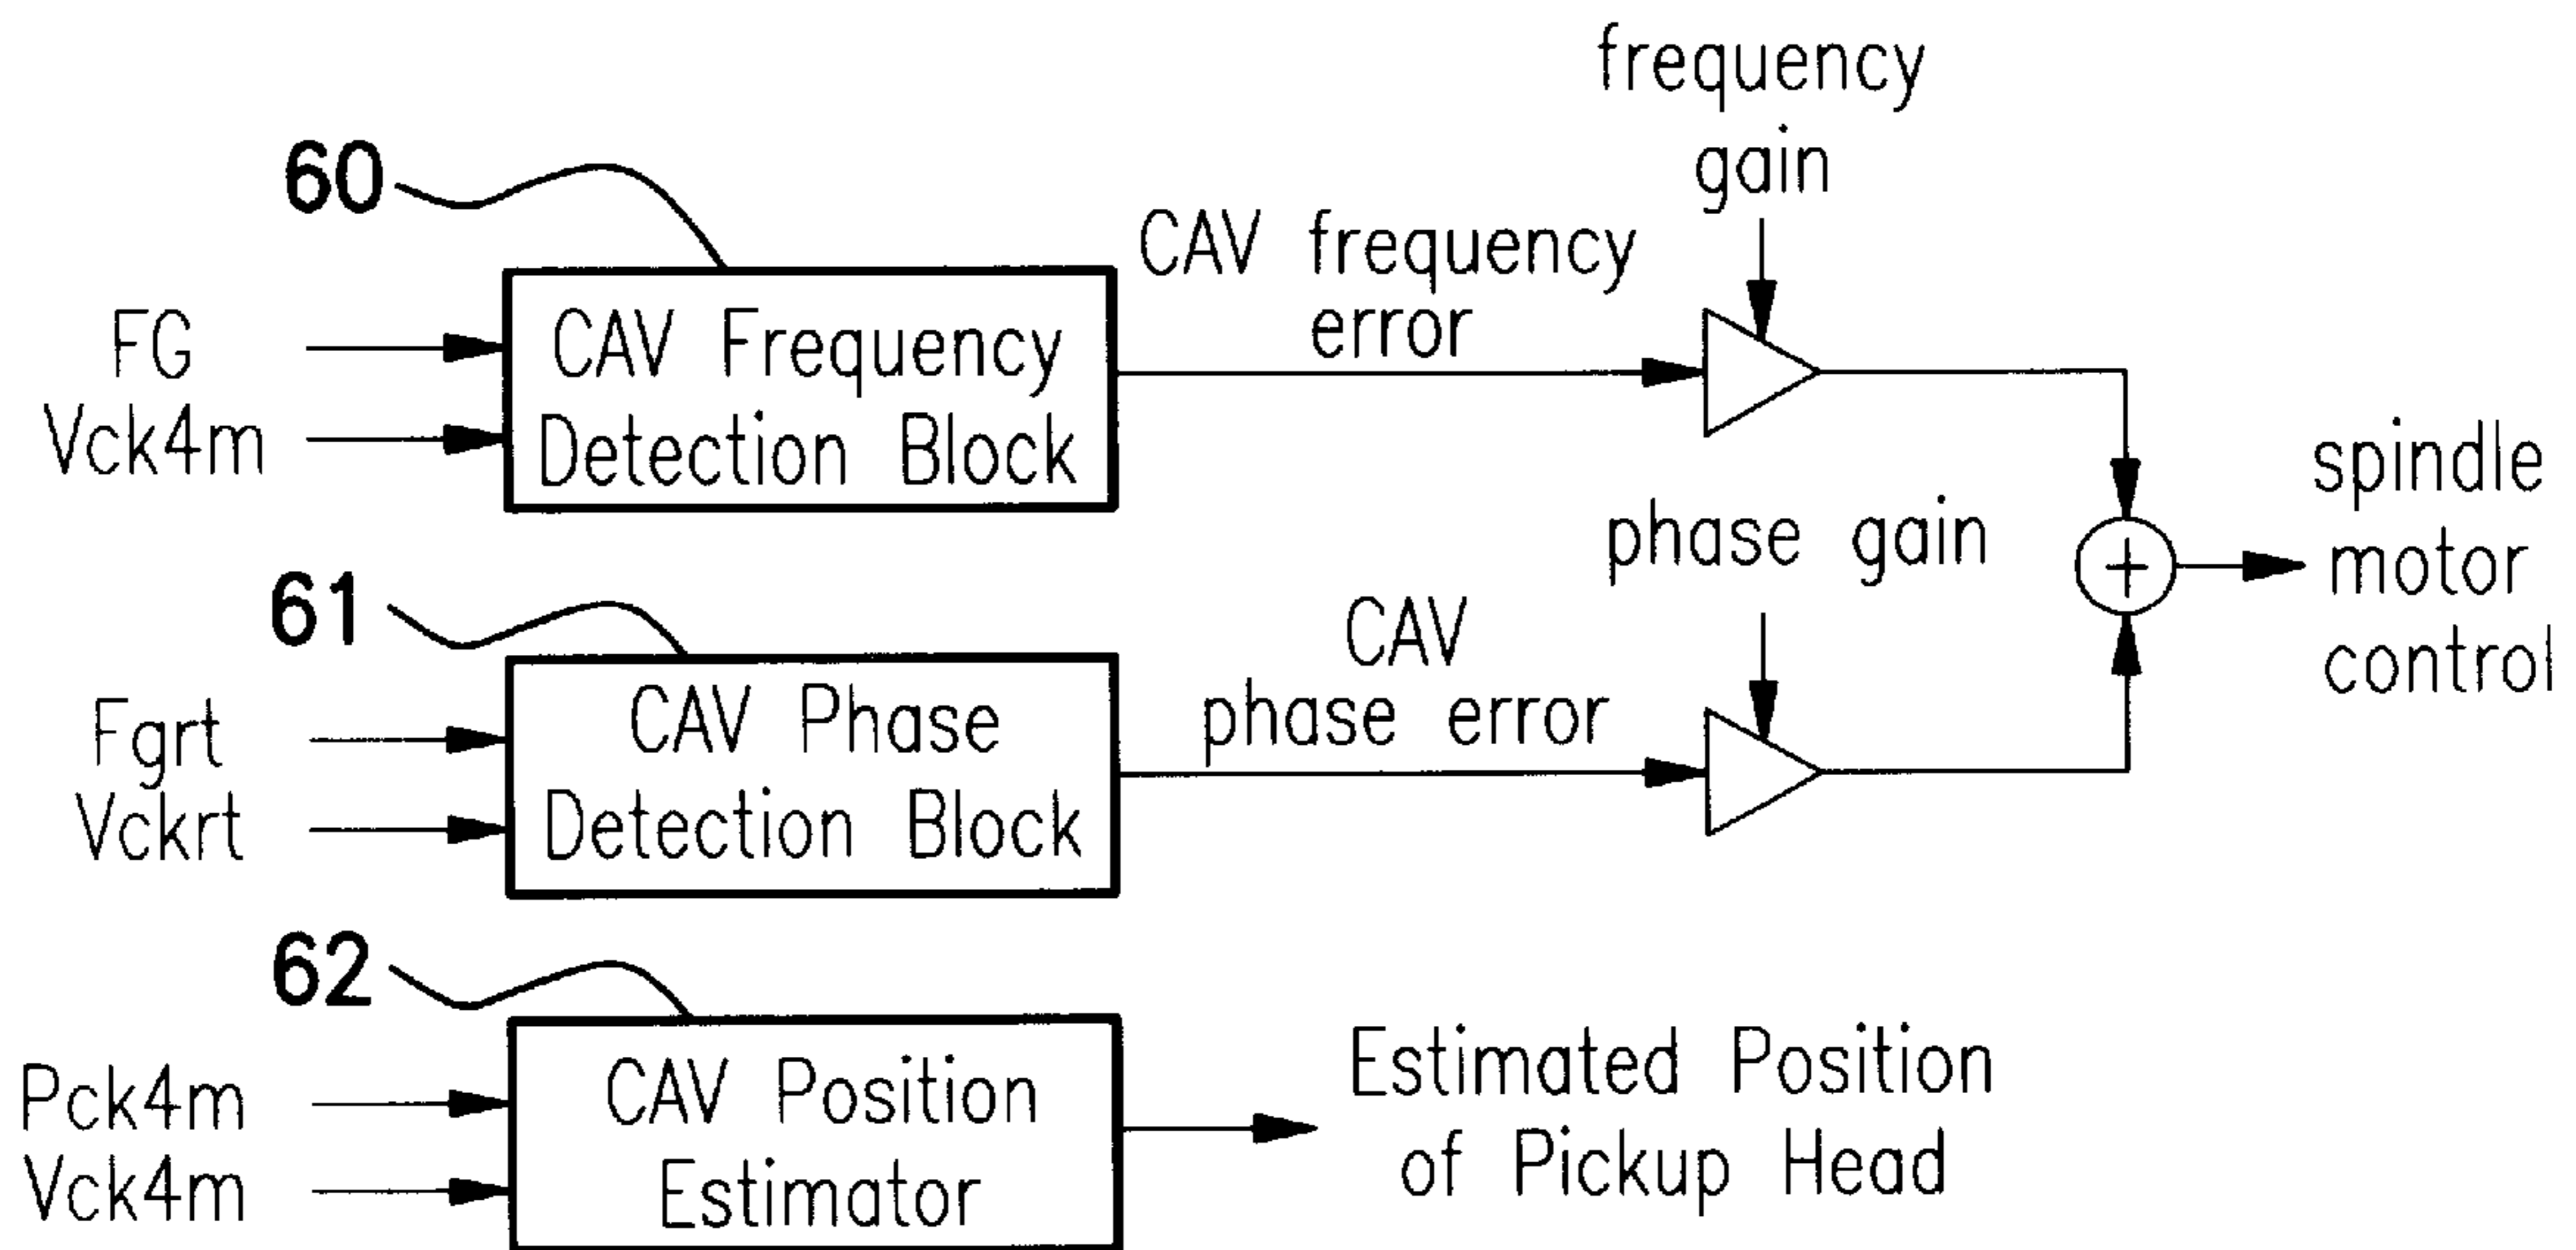 frequency
gain
60
CAV frequency
error
FG
Vck4m
CAV Frequency
Detection Block
spindle
motor
control
+
phase gain
61
CAV
phase error
Fgrt
Vckrt
CAV Phase
Detection Block
62
Pck4m
Vck4m
CAV Position
Estimator
Estimated Position
of Pickup Head